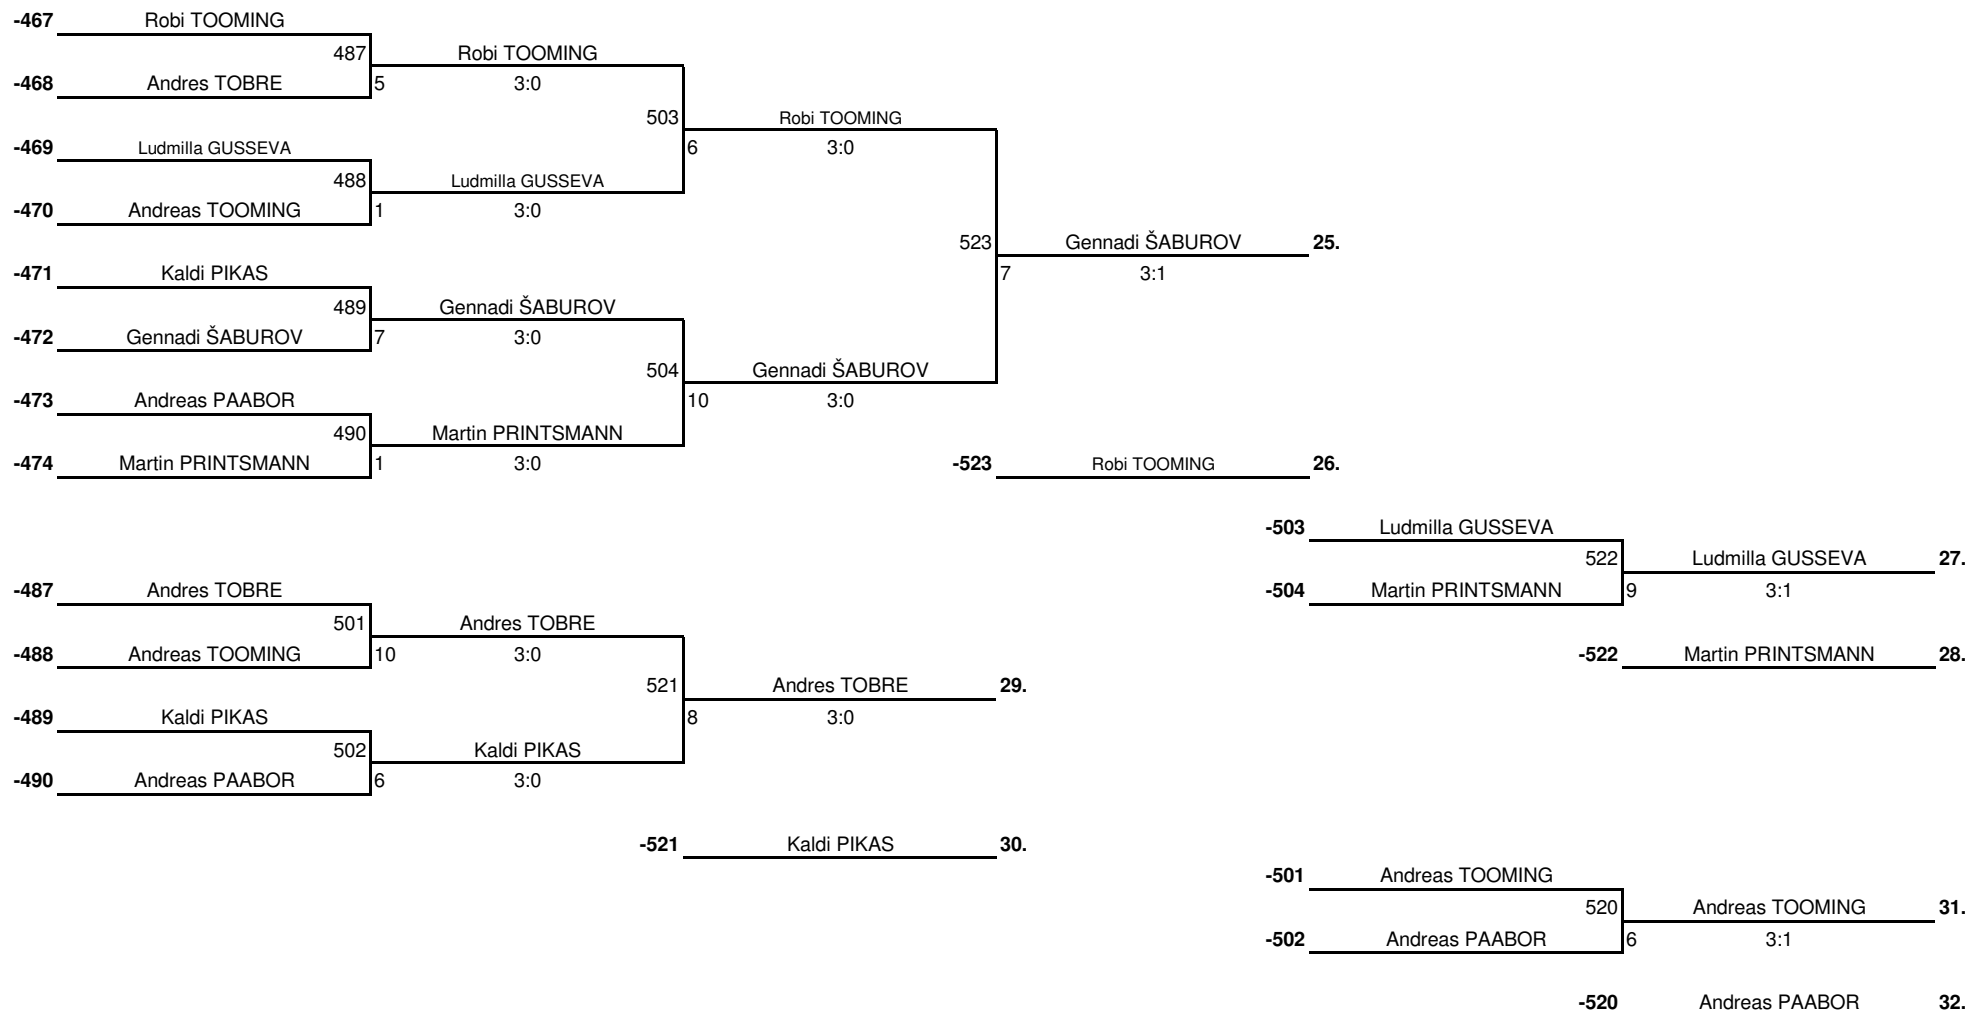 -467 Robi TOOMING
487 Robi TOOMING
-468 Andres TOBRE 5 3:0
503 Robi TOOMING
-469 Ludmilla GUSSEVA 6 3:0
488 Ludmilla GUSSEVA
-470 Andreas TOOMING 1 3:0
523 Gennadi ŠABUROV 25.
-471 Kaldi PIKAS 7 3:1
489 Gennadi ŠABUROV
-472 Gennadi ŠABUROV 7 3:0
504 Gennadi ŠABUROV
-473 Andreas PAABOR 10 3:0
490 Martin PRINTSMANN
-474 Martin PRINTSMANN 1 3:0 -523 Robi TOOMING 26.
-503 Ludmilla GUSSEVA
522 Ludmilla GUSSEVA 27.
-487 Andres TOBRE -504 Martin PRINTSMANN 9 3:1
501 Andres TOBRE
-488 Andreas TOOMING 10 3:0 -522 Martin PRINTSMANN 28.
521 Andres TOBRE 29.
-489 Kaldi PIKAS 8 3:0
502 Kaldi PIKAS
-490 Andreas PAABOR 6 3:0
-521 Kaldi PIKAS 30.
-501 Andreas TOOMING
520 Andreas TOOMING 31.
-502 Andreas PAABOR 6 3:1
-520 Andreas PAABOR 32.